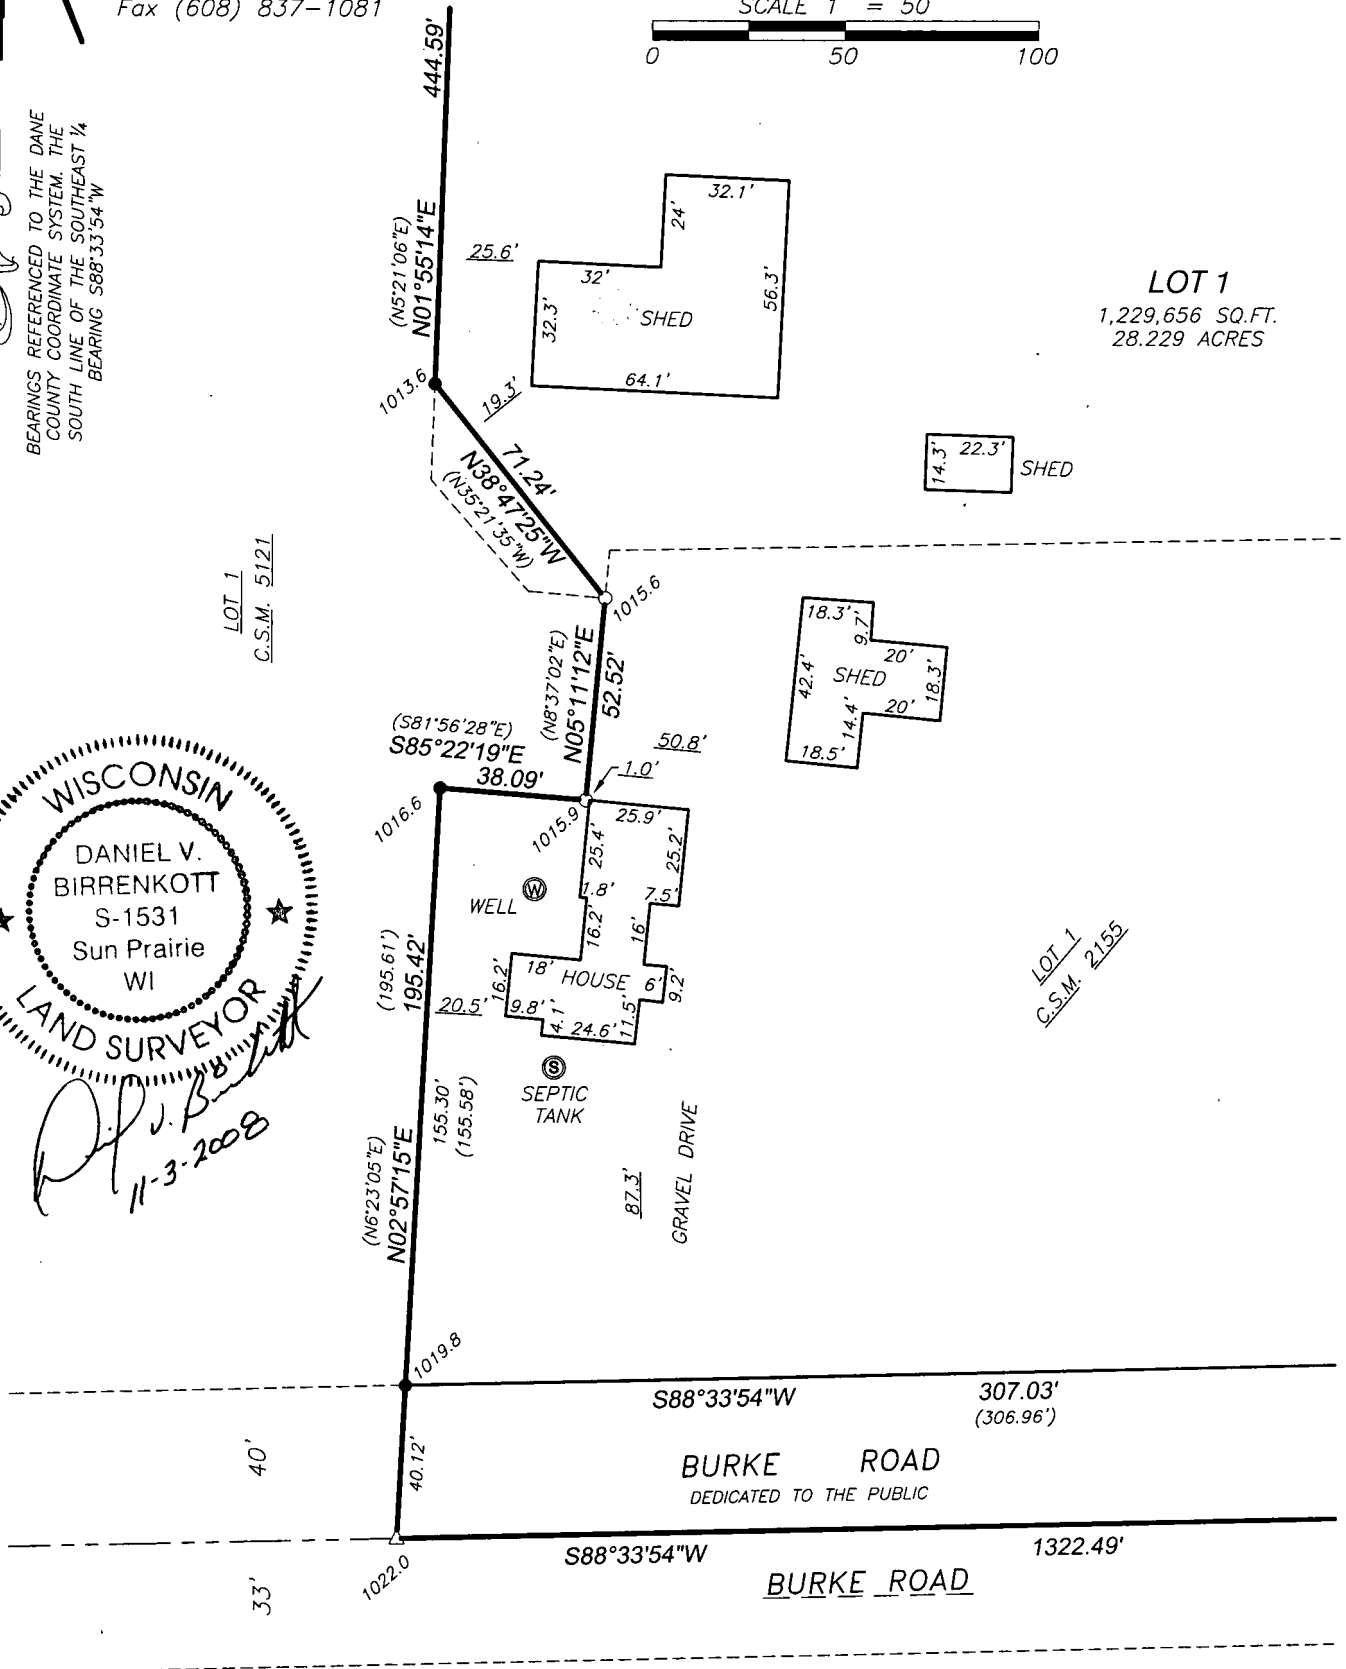 Fax (608) 837-1081
SCALE 1" = 50'
0 50 100
BEARINGS REFERENCED TO THE DANE
COUNTY COORDINATE SYSTEM. THE
SOUTH LINE OF THE SOUTHEAST ¼
BEARING S88°33'54"W
444.59'
N01°55'14"E
(N5°21'06"E)
25.6'
32.1'
24'
56.3'
32'
32.3'
SHED
64.1'
LOT 1
1,229,656 SQ.FT.
28.229 ACRES
1013.6
19.3'
71.24'
N38°47'25"W
(N35°21'35"W)
14.3'
22.3'
SHED
LOT 1
C.S.M. 5121
1015.6
(N8°37'02"E)
N05°11'12"E
52.52'
18.3'
9.7'
20'
42.4'
SHED
18.3'
14.4'
20'
18.5'
(S81°56'28"E)
S85°22'19"E
38.09'
50.8'
1.0'
1016.6
1015.9
25.9'
25.4'
25.2'
1.8'
7.5'
WELL
W
16.2'
16'
18'
HOUSE
6'
9.2'
16.2'
9.8'
4.1'
24.6'
11.5'
20.5'
S
SEPTIC
TANK
(195.61')
195.42'
155.30'
(155.58')
(N6°23'05"E)
N02°57'15"E
87.3'
GRAVEL DRIVE
LOT 1
C.S.M. 2155
WISCONSIN
DANIEL V.
BIRRENKOTT
S-1531
Sun Prairie
WI
LAND SURVEYOR
Daniel V. Birrenkott
11-3-2008
1019.8
S88°33'54"W 307.03'
(306.96')
40'
40.12'
BURKE ROAD
DEDICATED TO THE PUBLIC
1022.0
S88°33'54"W 1322.49'
33'
BURKE ROAD